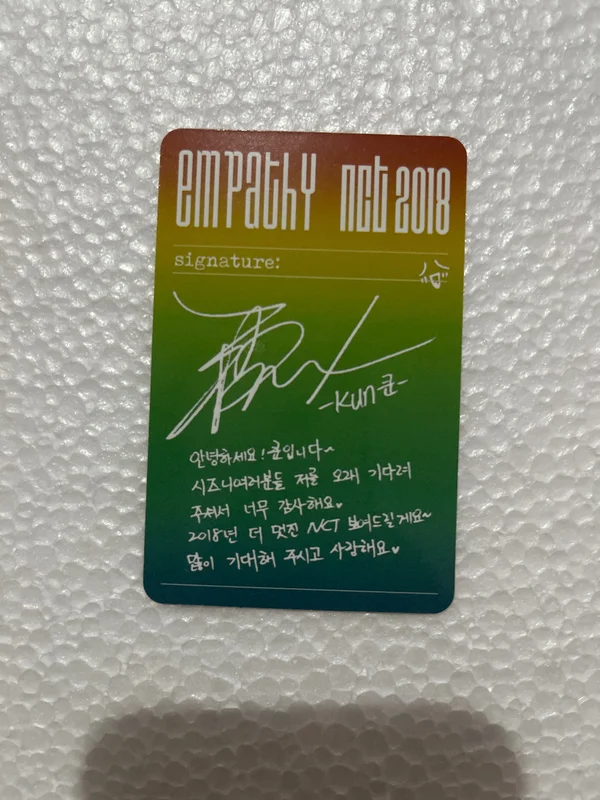 empathy nct 2018
signature:
-Kun쿤-
안녕하세요! 쿤입니다~
시즈니여러분들 저를 오래 기다려
주셔서 너무 감사해요♥
2018년 더 멋진 NCT 보여드릴게요~
많이 기대해 주시고 사랑해요♥